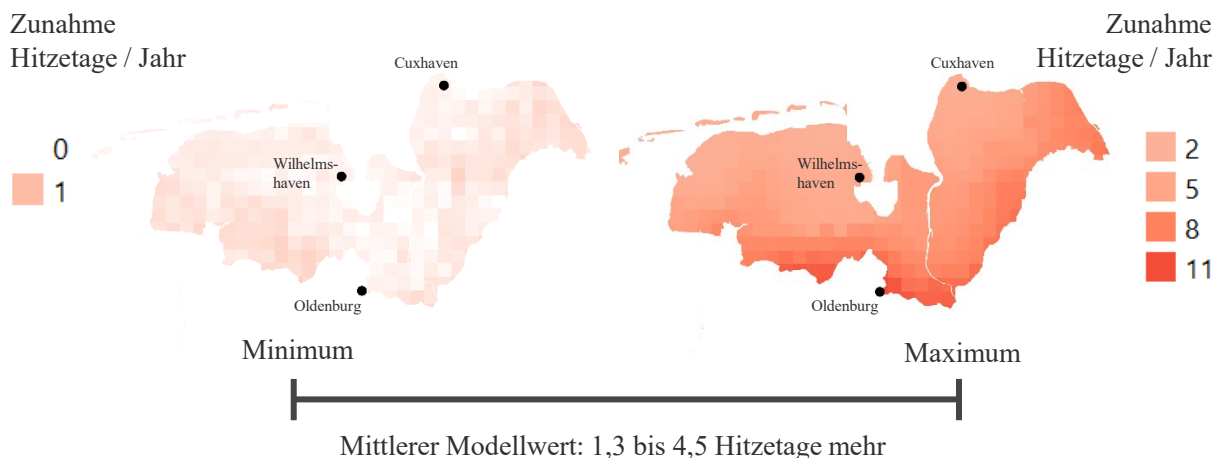 Zunahme
Hitzetage / Jahr
0
1
Cuxhaven
Wilhelms-
haven
Oldenburg
Minimum
Zunahme
Hitzetage / Jahr
2
5
8
11
Cuxhaven
Wilhelms-
haven
Oldenburg
Maximum
Mittlerer Modellwert: 1,3 bis 4,5 Hitzetage mehr